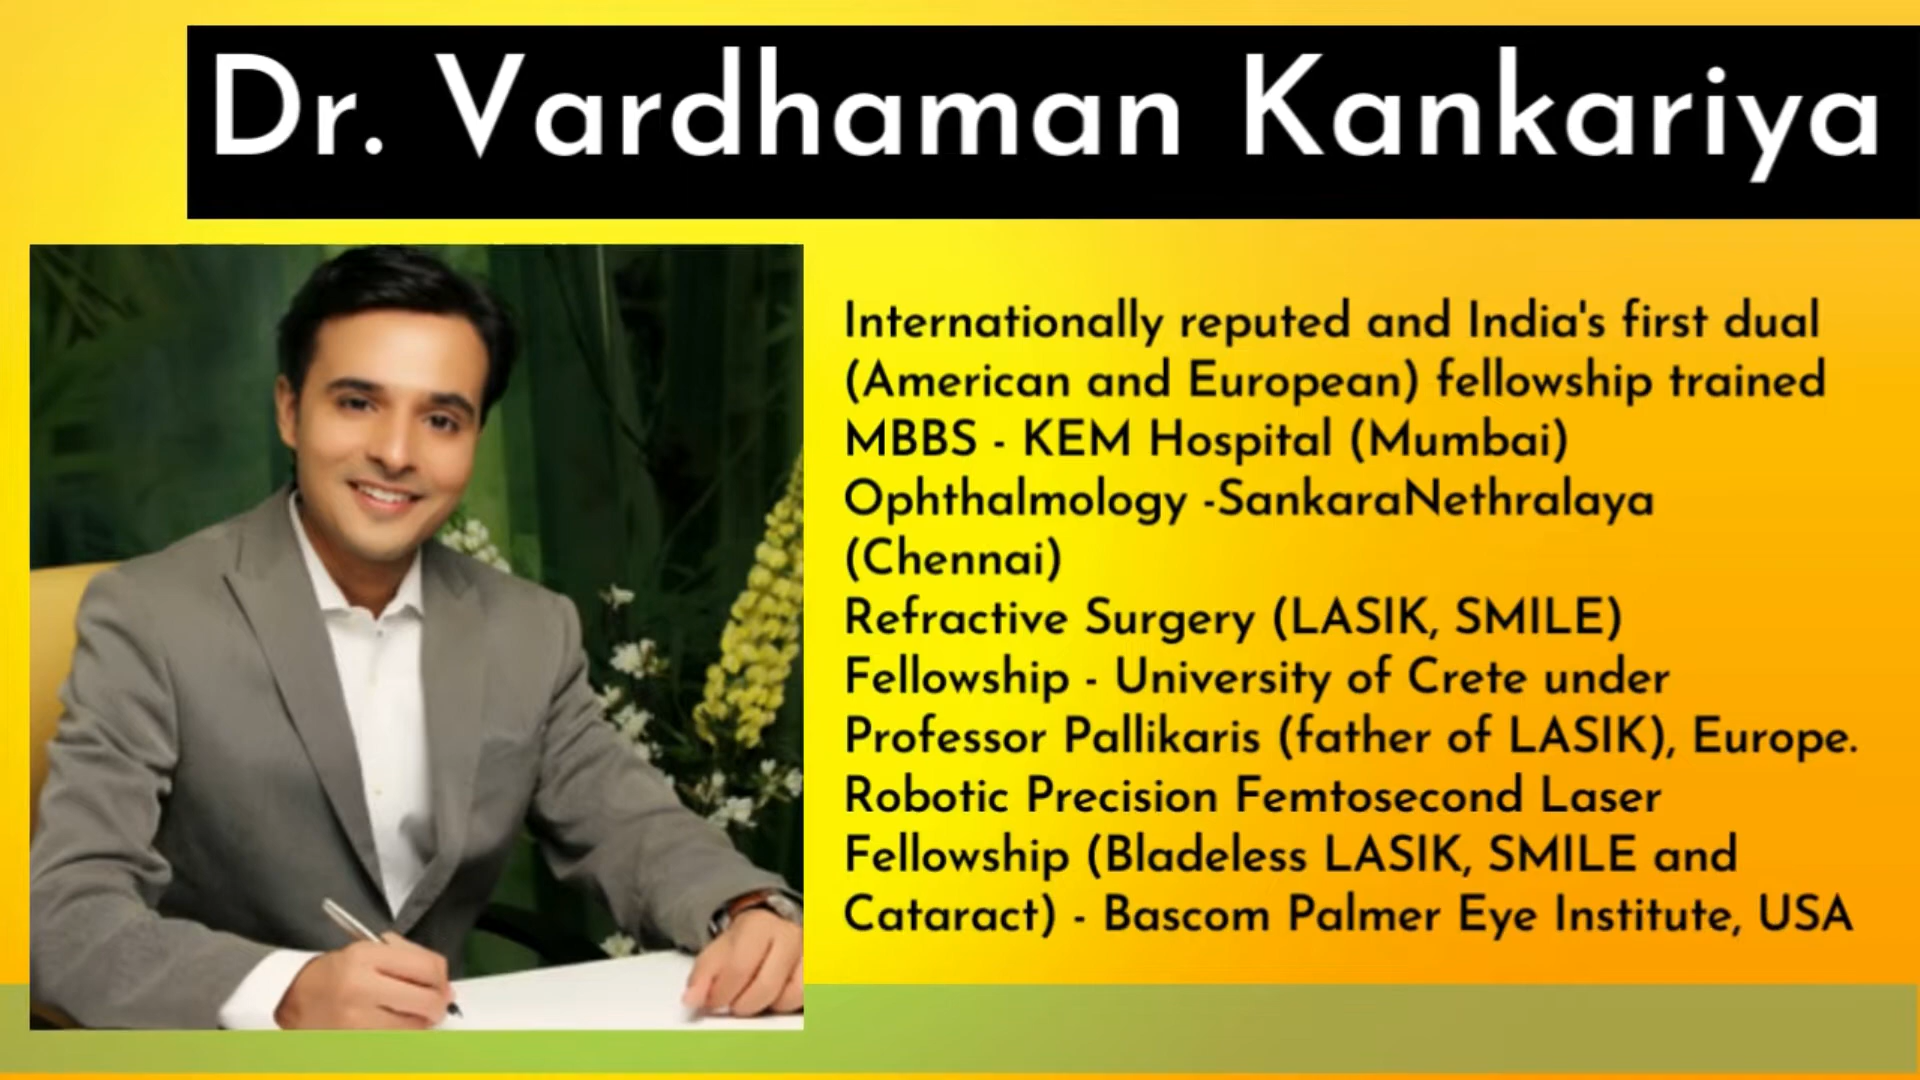 Dr. Vardhaman Kankariya
Internationally reputed and India's first dual
(American and European) fellowship trained
MBBS - KEM Hospital (Mumbai)
Ophthalmology -SankaraNethralaya
(Chennai)
Refractive Surgery (LASIK, SMILE)
Fellowship - University of Crete under
Professor Pallikaris (father of LASIK), Europe.
Robotic Precision Femtosecond Laser
Fellowship (Bladeless LASIK, SMILE and
Cataract) - Bascom Palmer Eye Institute, USA